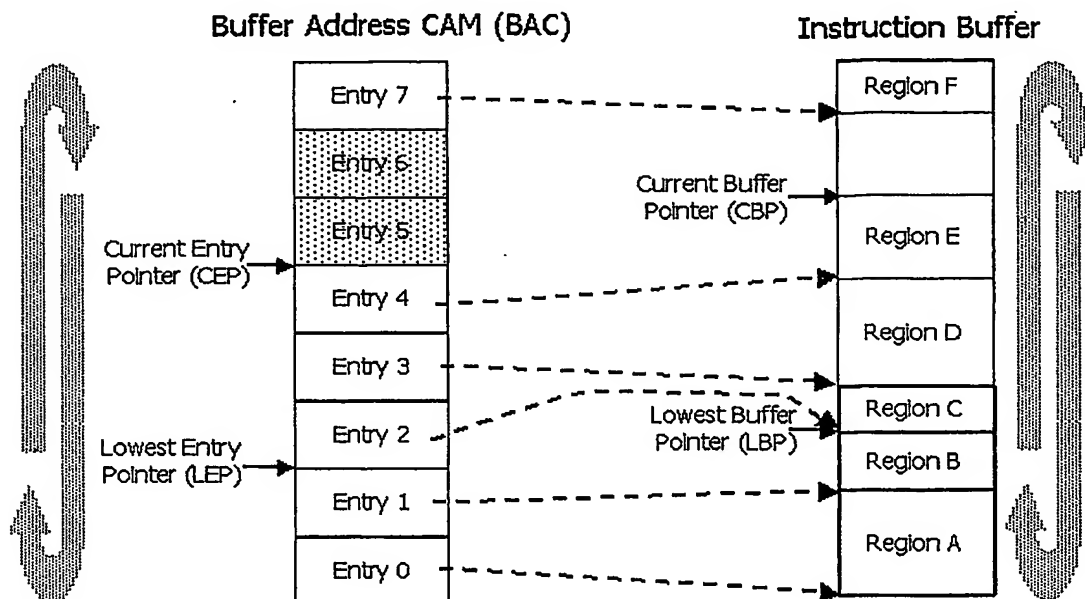 Buffer Address CAM (BAC)
Instruction Buffer
Entry 7
Entry 6
Entry 5
Entry 4
Entry 3
Entry 2
Entry 1
Entry 0
Current Entry
Pointer (CEP)
Lowest Entry
Pointer (LEP)
Current Buffer
Pointer (CBP)
Lowest Buffer
Pointer (LBP)
Region F
Region E
Region D
Region C
Region B
Region A